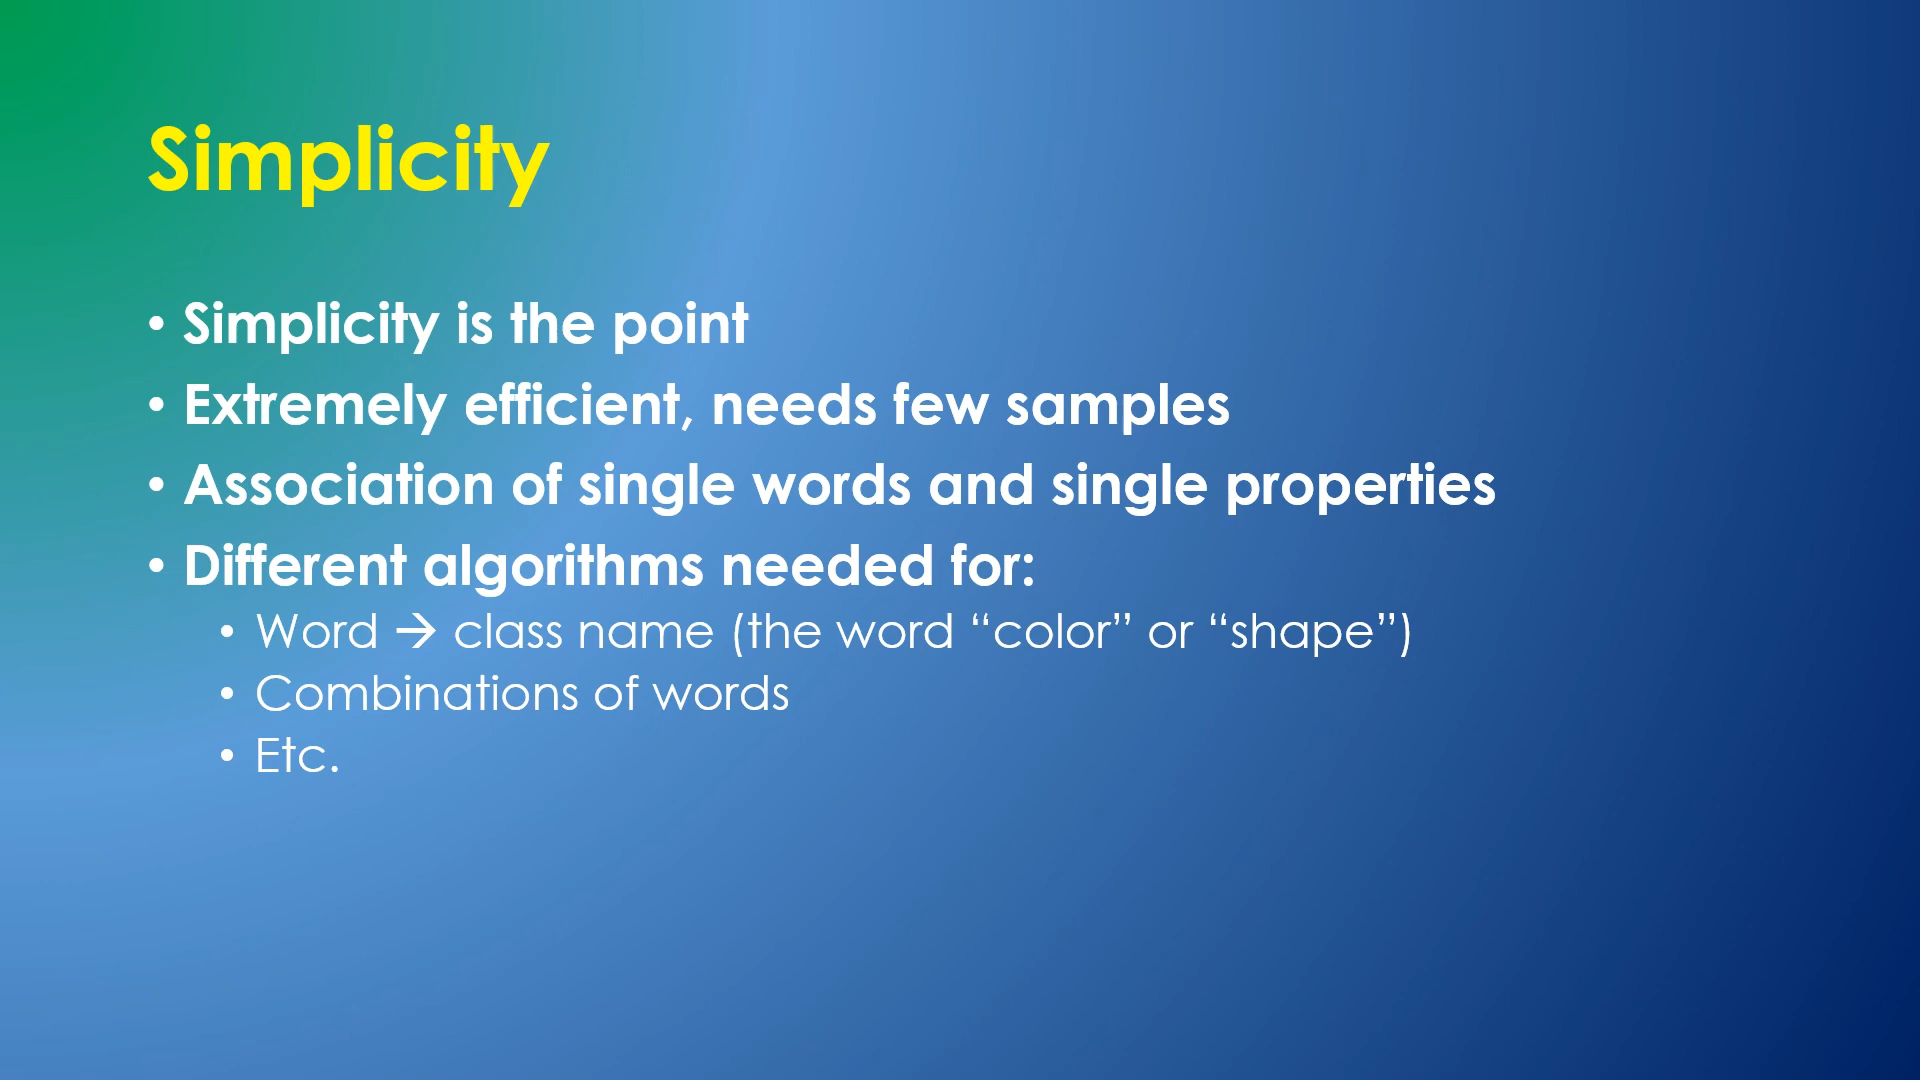 Simplicity
• Simplicity is the point
• Extremely efficient, needs few samples
• Association of single words and single properties
• Different algorithms needed for:
• Word → class name (the word “color” or “shape”)
• Combinations of words
• Etc.